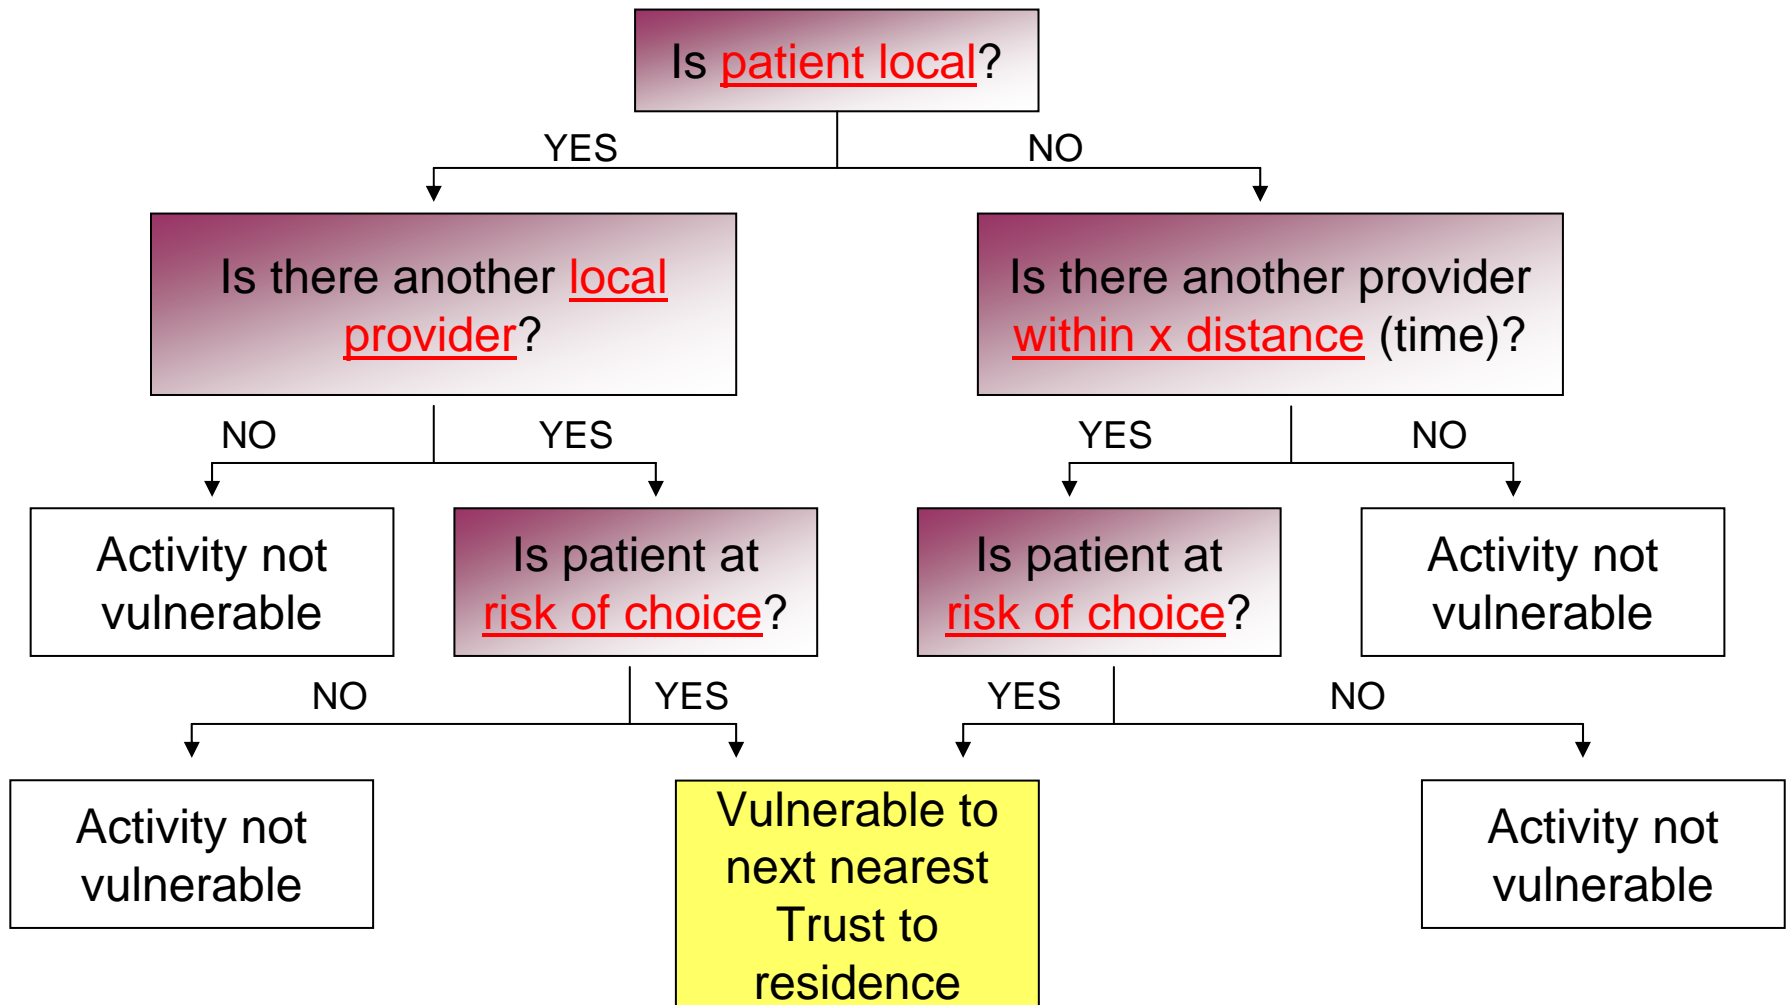 Is patient local?
YES
NO
Is there another local
provider?
Is there another provider
within x distance (time)?
NO
YES
YES
NO
Activity not
vulnerable
Is patient at
risk of choice?
Is patient at
risk of choice?
Activity not
vulnerable
NO
YES
YES
NO
Activity not
vulnerable
Vulnerable to
next nearest
Trust to
residence
Activity not
vulnerable